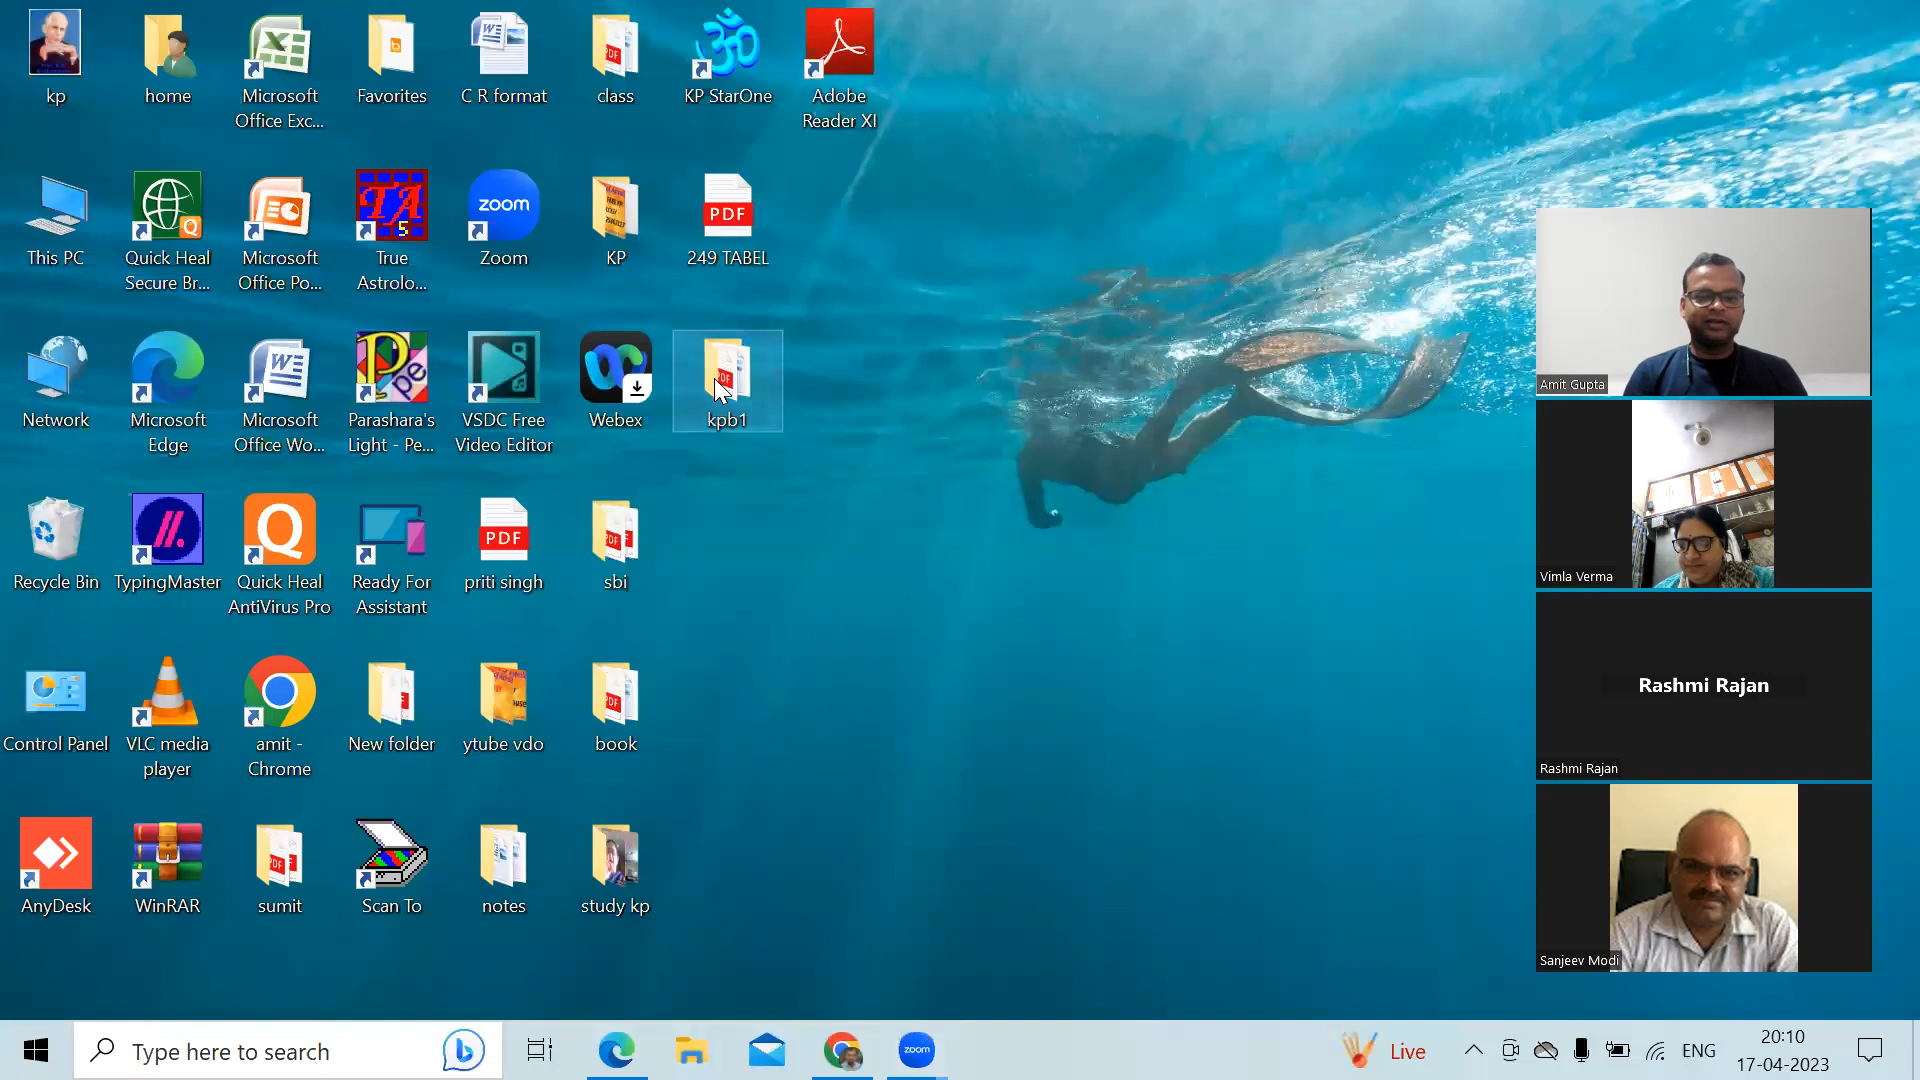 kp
home
Microsoft
Office Exc...
Favorites
C R format
class
KP StarOne
Adobe
Reader XI
This PC
Quick Heal
Secure Br...
Microsoft
Office Po...
TA
5
True
Astrolo...
zoom
Zoom
KP
PDF
249 TABEL
Network
Microsoft
Edge
Microsoft
Office Wo...
Parashara's
Light - Pe...
VSDC Free
Video Editor
Webex
PDF
kpb1
Recycle Bin
TypingMaster
Quick Heal
AntiVirus Pro
Ready For
Assistant
PDF
priti singh
sbi
Control Panel
VLC media
player
amit -
Chrome
New folder
ytube vdo
book
AnyDesk
WinRAR
sumit
Scan To
notes
study kp
Amit Gupta
Vimla Verma
Rashmi Rajan
Rashmi Rajan
Sanjeev Modi
Type here to search
zoom
Live
ENG
20:10
17-04-2023